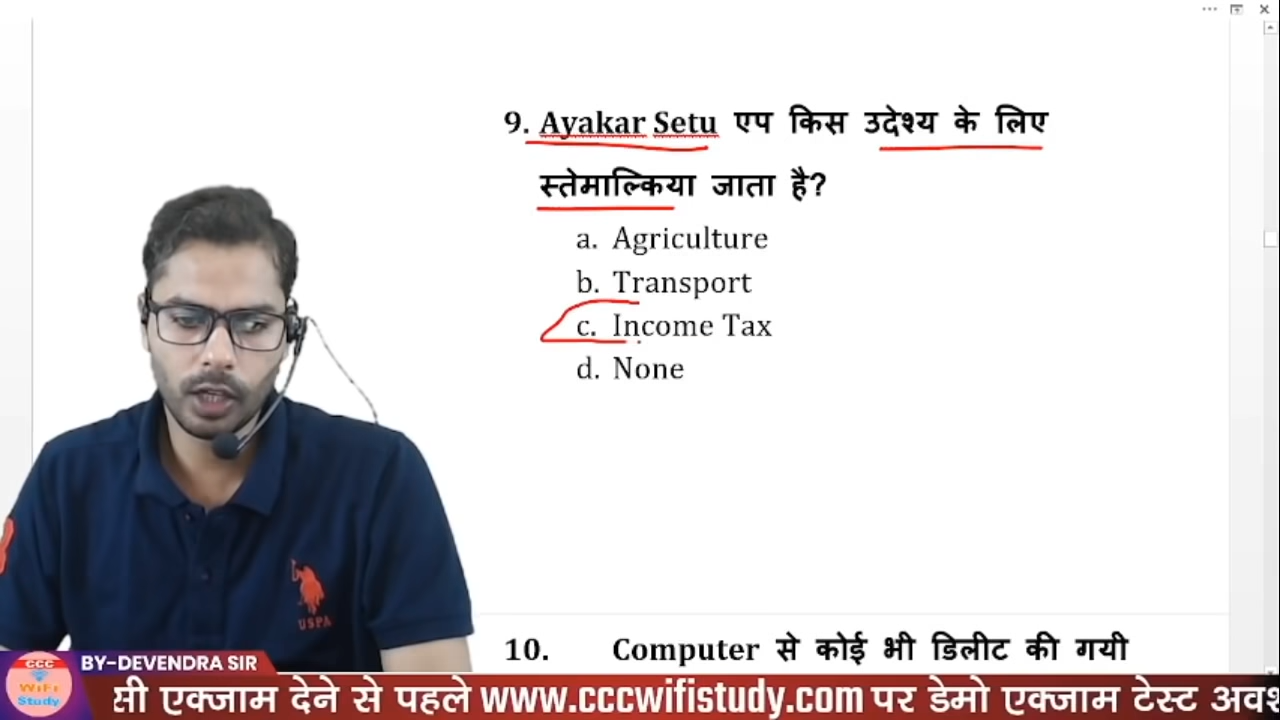 9. Ayakar Setu एप किस उदेश्य के लिए
स्तेमाल्किया जाता है?
a. Agriculture
b. Transport
c. Income Tax
d. None
10. Computer से कोई भी डिलीट की गयी
USPA
BY-DEVENDRA SIR
CCC
WiFi
Study
सी एक्जाम देने से पहले www.cccwifistudy.com पर डेमो एक्जाम टेस्ट अवश